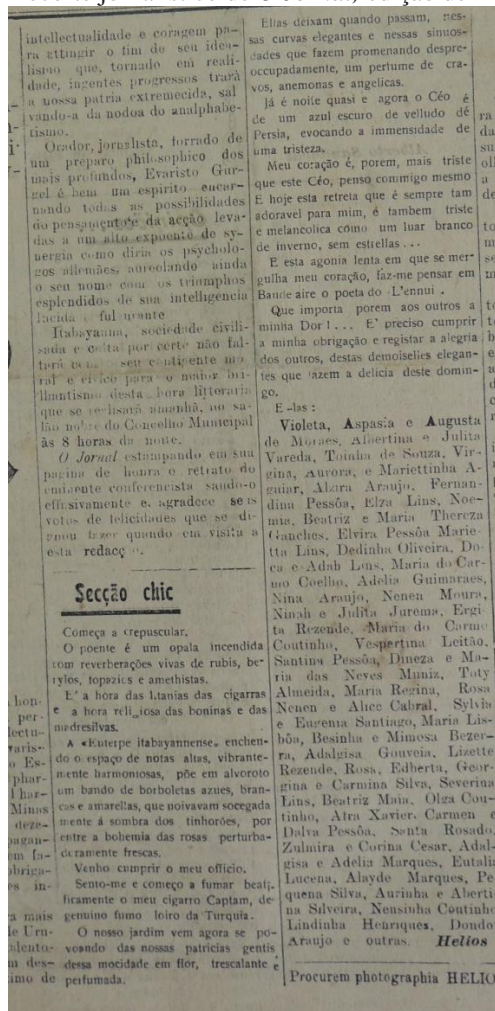 intellectualidade e coragem pa-
ra attingir o fim de seu idea-
lismo que, tornado em reali-
dade, ingentes progressos trará
a nossa patria extremecida, sal
vando-a da nodoa do analphabe-
tismo.
Orador, jornalista, forrado de
um preparo philosophico dos
mais profundos, Evaristo Gur-
gel é bem um espirito encar-
nando todas as possibilidades
do pensamento e da acção leva-
das a um alto expoente de sy-
nergia como diria os psycholo-
gos allemães, aureolando ainda
o seu nome com os triomphos
esplendidos de sua intelligencia
lucida e fulminante
Itabayanna, sociedade civili-
sada e culta por certo não fal-
tará seu contigente mo
ral e civico para o maior bri-
lhantismo desta hora litteraria
que se realisará amanhã, no sa-
lão nobre do Concelho Municipal
às 8 horas da noite.
O Jornal estampando em sua
pagina de honra o retrato do
eminente conferencista saudo-o
effusivamente e, agradece seus
votos de felicidades que se di-
gnou fazer quando em visita a
esta redacç
Secção chic
Começa a crepuscular.
O poente é um opala incendida
com reverberações vivas de rubis, be-
rylos, topazios e amethistas.
E' a hora das litanias das cigarras
e a hora religiosa das boninas e das
madresilvas.
A «Euterpe itabayannense» enchen-
do o espaço de notas altas, vibrante-
mente harmoniosas, põe em alvoroto
um bando de borboletas azues, bran-
cas e amarellas, que noivavam socegada
mente á sombra dos tinhorões, por
entre a bohemia das rosas perturba-
doramente frescas.
Venho cumprir o meu officio.
Sento-me e começo a fumar beati-
ficamente o meu cigarro Captam, de
genuino fumo loiro da Turquia.
O nosso jardim vem agora se po-
voando das nossas patricias gentis
dessa mocidade em flor, trescalante e
perfumada.
Ellas deixam quando passam, nes-
sas curvas elegantes e nessas sinuos-
dades que fazem promenando despre-
occupadamente, um perfume de cra-
vos, anemonas e angelicas.
Já é noite quasi e agora o Céo é
de um azul escuro de velludo de
Persia, evocando a immensidade de
uma tristeza.
Meu coração é, porem, mais triste
que este Céo, penso commigo mesmo
E hoje esta retreta que é sempre tam
adoravel para mim, é tambem triste
e melancolica como um luar branco
de inverno, sem estrellas...
E esta agonia lenta em que se mer-
gulha meu coração, faz-me pensar em
Baudeaire o poeta do L'ennui .
Que importa porem aos outros a
minha Dor!... E' preciso cumprir
a minha obrigação e registar a alegria
dos outros, destas demoiselles elegan-
tes que fazem a delicia deste domin-
go.
E -las :
Violeta, Aspasia e Augusta
de Moraes, Albertina e Julita
Vareda, Toinha de Souza, Vir-
gina, Aurora, e Mariettinha A-
guiar, Alzira Araujo, Fernan-
dina Pessôa, Elza Lins, Noe-
mia, Beatriz e Maria Thereza
Ganches, Elvira Pessôa Marie-
tta Lins, Dedinha Oliveira, Do-
ca e Adab Lins, Maria do Car-
mo Coelho, Adelia Guimarães,
Nina Araujo, Nenen Moura,
Ninah e Julita Jurema, Ergi-
ta Rezende, Maria do Carmo
Coutinho, Vespertina Leitão,
Santina Pessôa, Dineza e Ma-
ria das Neves Muniz, Toty
Almeida, Maria Regina, Rosa
Nenen e Alice Cabral, Sylvia
e Eugenia Santiago, Maria Lis-
bôa, Besinha e Mimosa Bezer-
ra, Adalgisa Gouveia, Lizette
Rezende, Rosa, Edberta, Geor-
gina e Carmina Silva, Severina
Lins, Beatriz Maia, Olga Cou-
tinho, Atra Xavier, Carmen e
Dalva Pessôa, Santa Rosado,
Zulmira e Corina Cesar, Adal-
gisa e Adelia Marques, Eutalia
Lucena, Alayde Marques, Pe
quena Silva, Aurinha e Aberti
na Silveira, Nensinha Coutinho
Lindinha Henriques, Dondo
Araujo e outras. Helios
Procurem photographia HELIO